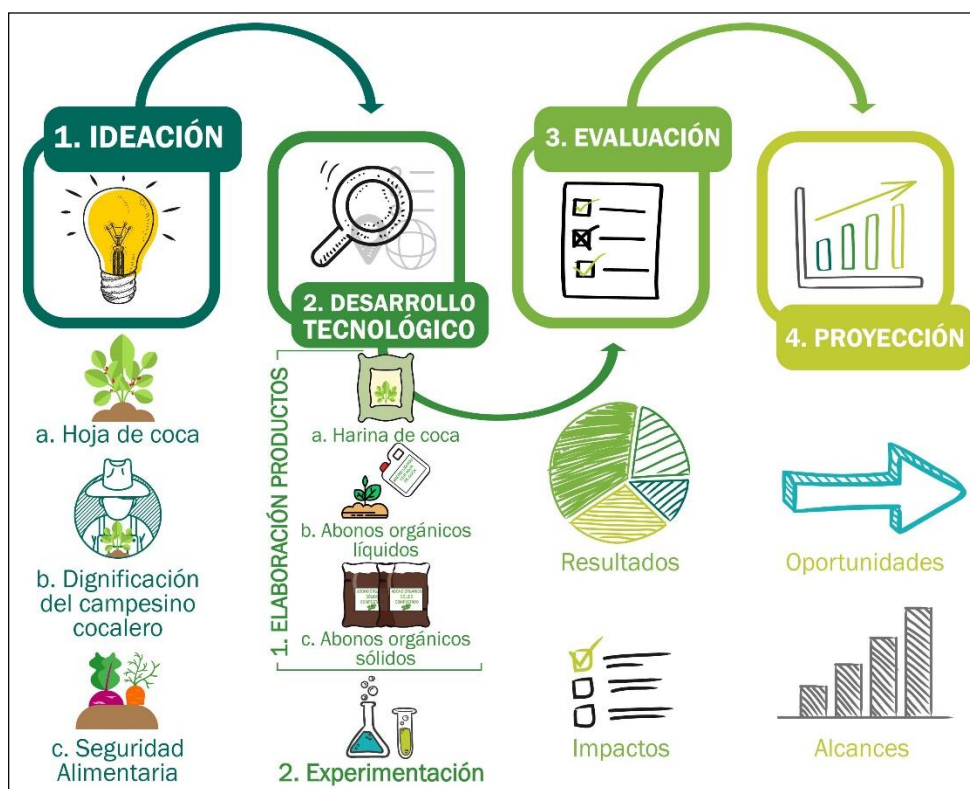 1. IDEACIÓN
a. Hoja de coca
b. Dignificación
del campesino
cocalero
c. Seguridad
Alimentaria
2. DESARROLLO
TECNOLÓGICO
1. ELABORACIÓN PRODUCTOS
a. Harina de coca
b. Abonos orgánicos
líquidos
c. Abonos orgánicos
sólidos
2. Experimentación
3. EVALUACIÓN
Resultados
Impactos
4. PROYECCIÓN
Oportunidades
Alcances